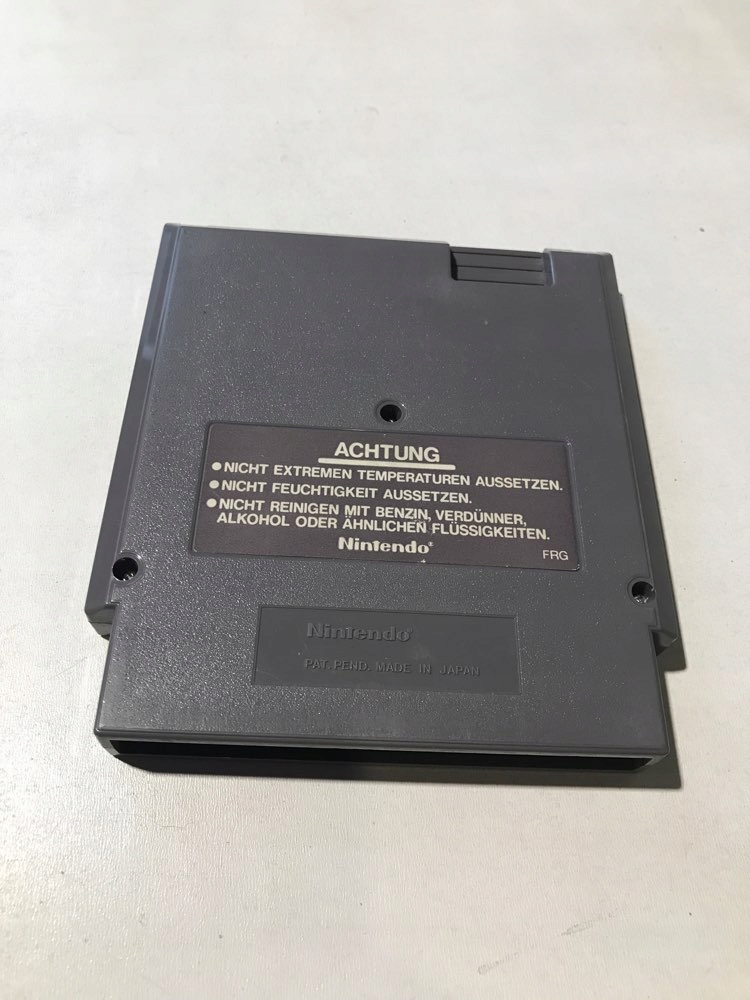 ACHTUNG
●NICHT EXTREMEN TEMPERATUREN AUSSETZEN.
●NICHT FEUCHTIGKEIT AUSSETZEN.
●NICHT REINIGEN MIT BENZIN, VERDÜNNER,
ALKOHOL ODER ÄHNLICHEN FLÜSSIGKEITEN.
Nintendo®
FRG
Nintendo®
PAT. PEND. MADE IN JAPAN